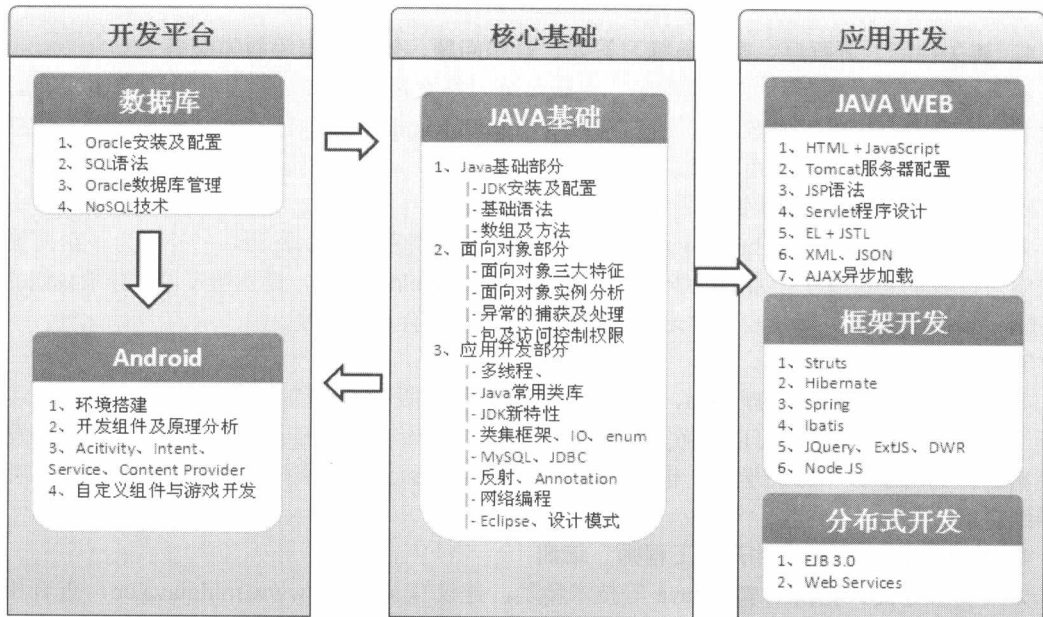 开发平台
数据库
1、 Oracle安装及配置
2、 SQL语法
3、 Oracle数据库管理
4、 NoSQL技术
Android
1、环境搭建
2、开发组件及原理分析
3、Acitivity、Intent、
Service、Content Provider
4、自定义组件与游戏开发
核心基础
JAVA基础
1、Java基础部分
|- JDK安装及配置
|- 基础语法
|- 数组及方法
2、面向对象部分
|- 面向对象三大特征
|- 面向对象实例分析
|- 异常的捕获及处理
|- 包及访问控制权限
3、应用开发部分
|- 多线程、
|- Java常用类库
|- JDK新特性
|- 类集框架、IO、enum
|- MySQL、JDBC
|- 反射、Annotation
|- 网络编程
|- Eclipse、设计模式
应用开发
JAVA WEB
1、 HTML + JavaScript
2、 Tomcat服务器配置
3、 JSP语法
4、 Servlet程序设计
5、 EL + JSTL
6、 XML、JSON
7、 AJAX异步加载
框架开发
1、 Struts
2、 Hibernate
3、 Spring
4、 Ibatis
5、 JQuery、ExtJS、DWR
6、 Node.JS
分布式开发
1、 EJB 3.0
2、 Web Services